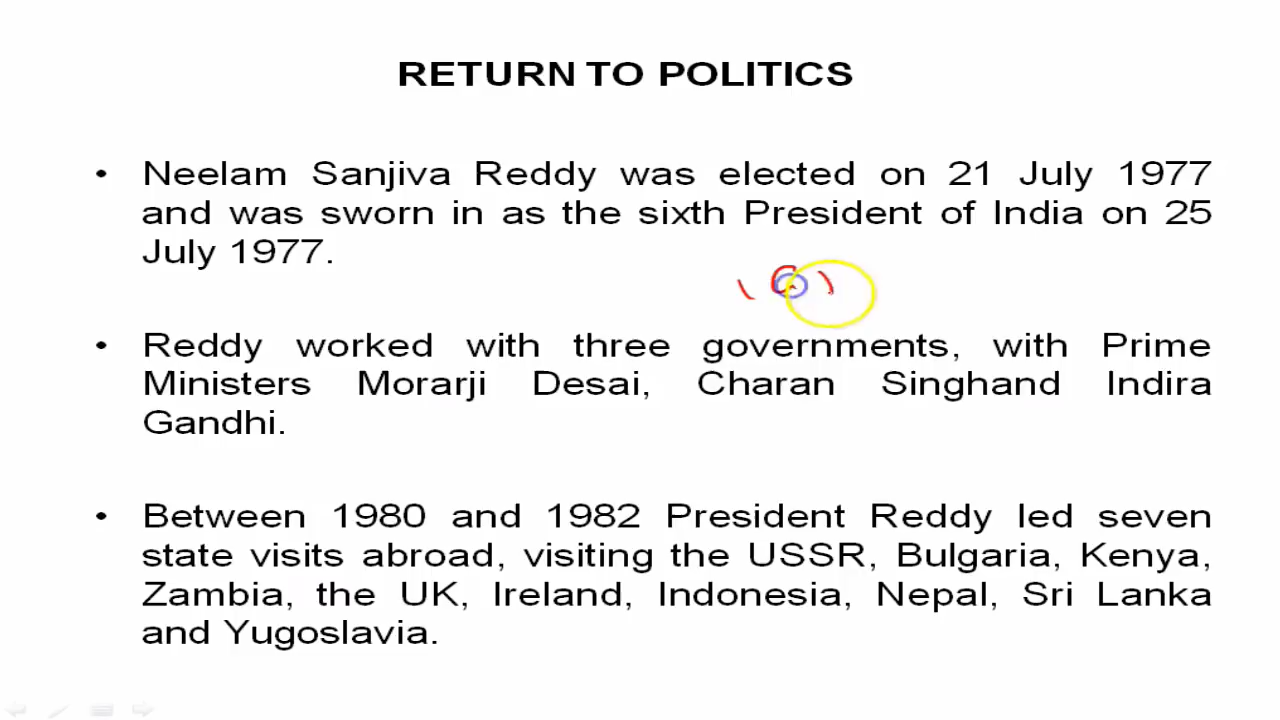 RETURN TO POLITICS
• Neelam Sanjiva Reddy was elected on 21 July 1977
and was sworn in as the sixth President of India on 25
July 1977.
• Reddy worked with three governments, with Prime
Ministers Morarji Desai, Charan Singhand Indira
Gandhi.
• Between 1980 and 1982 President Reddy led seven
state visits abroad, visiting the USSR, Bulgaria, Kenya,
Zambia, the UK, Ireland, Indonesia, Nepal, Sri Lanka
and Yugoslavia.